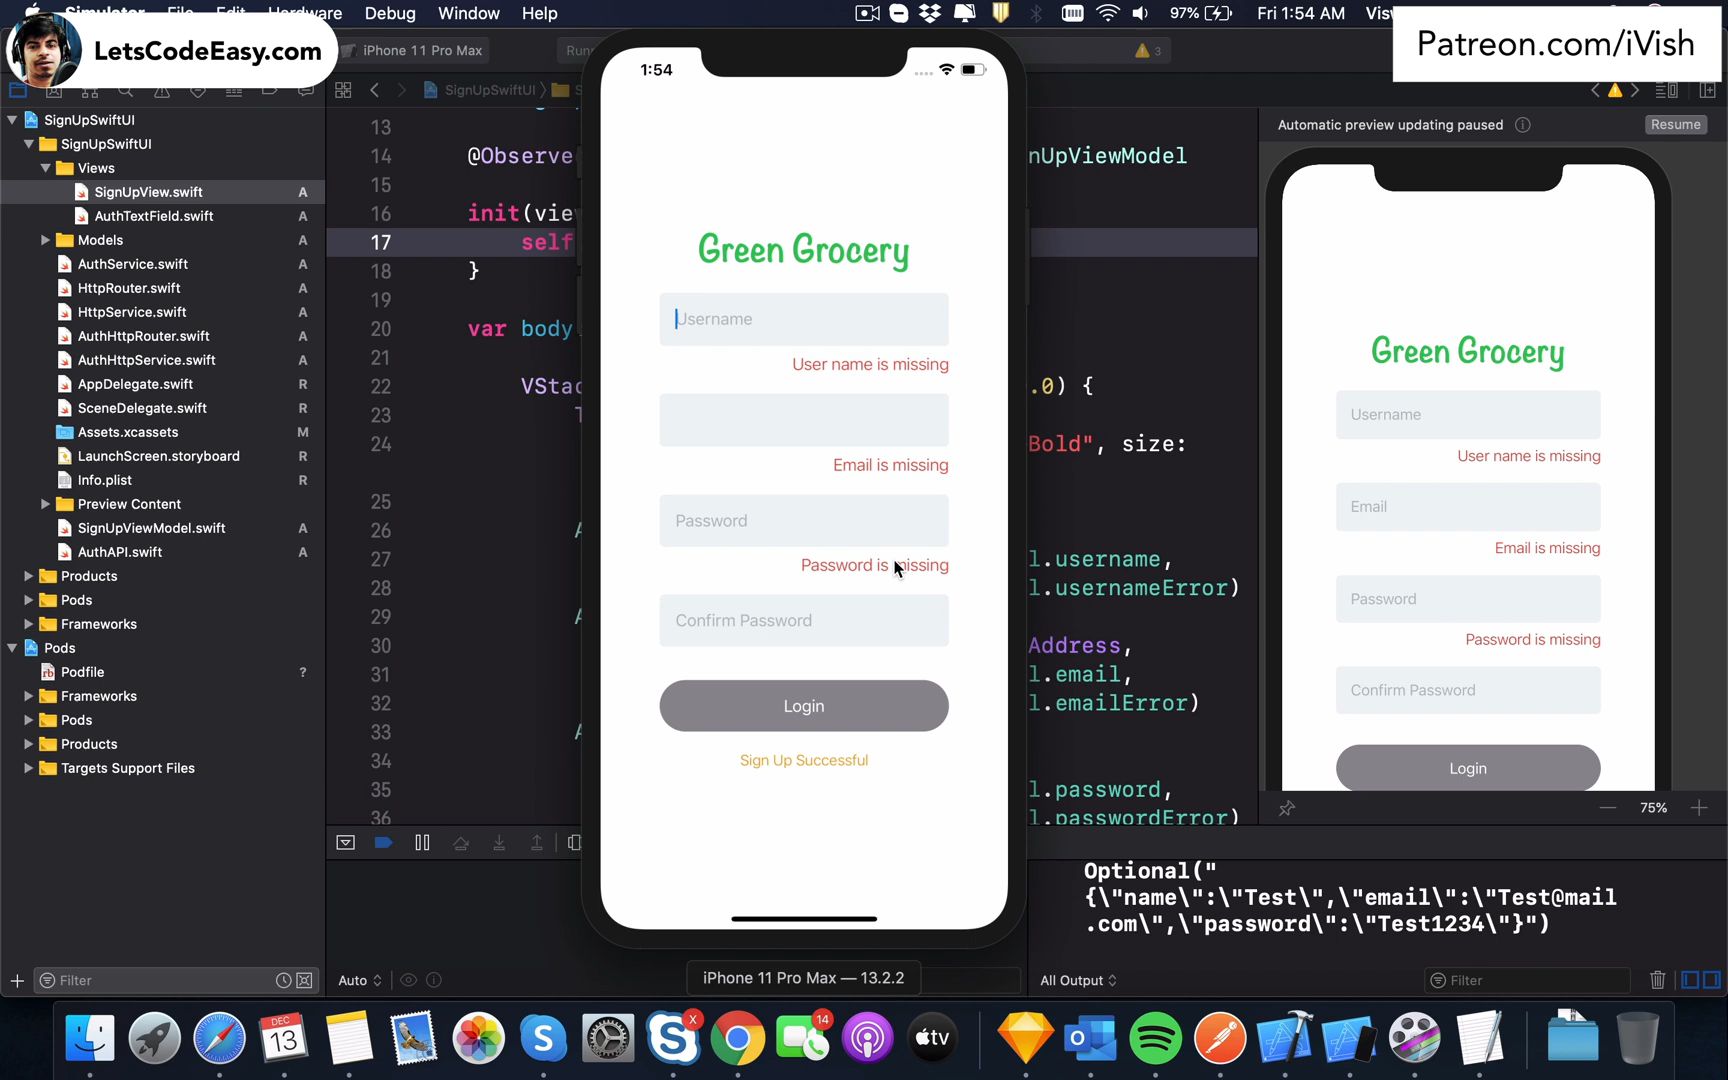 Simulator File Edit Hardware Debug Window Help 97% Fri 1:54 AM
LetsCodeEasy.com
Patreon.com/iVish
iPhone 11 Pro Max
3
SignUpSwiftUI
Automatic preview updating paused
Resume
SignUpSwiftUI
SignUpSwiftUI
Views
SignUpView.swift A
AuthTextField.swift A
Models A
AuthService.swift A
HttpRouter.swift A
HttpService.swift A
AuthHttpRouter.swift A
AuthHttpService.swift A
AppDelegate.swift R
SceneDelegate.swift R
Assets.xcassets M
LaunchScreen.storyboard R
Info.plist R
Preview Content
SignUpViewModel.swift A
AuthAPI.swift A
Products
Pods
Frameworks
Pods
Podfile ?
Frameworks
Pods
Products
Targets Support Files
Filter
13
14 @Observe nUpViewModel
15
16 init(vie
17 self
18 }
19
20 var body
21
22 VStac .0) {
23
24 Bold", size:
25
26
27 l.username,
28 l.usernameError)
29
30 Address,
31 l.email,
32 l.emailError)
33
34
35 l.password,
36 l.passwordError)
1:54
Green Grocery
Username
User name is missing
Email is missing
Password
Password is missing
Confirm Password
Login
Sign Up Successful
iPhone 11 Pro Max — 13.2.2
Green Grocery
Username
User name is missing
Email
Email is missing
Password
Password is missing
Confirm Password
Login
75%
Optional("
{\"name\":\"Test\",\"email\":\"Test@mail
.com\",\"password\":\"Test1234\"}")
Auto
All Output
Filter
DEC
13
X
14
tv